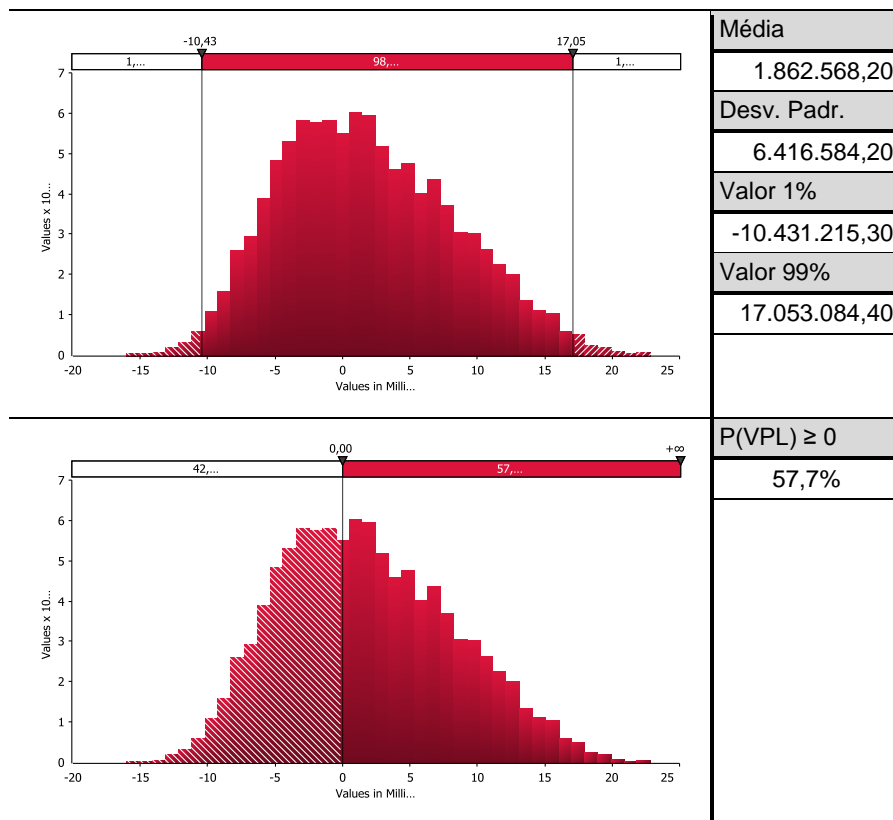 -10,43 17,05
1,... 98,... 1,...
7
6
5
4
3
2
1
0
Values x 10...
-20 -15 -10 -5 0 5 10 15 20 25
Values in Milli...
Média
1.862.568,20
Desv. Padr.
6.416.584,20
Valor 1%
-10.431.215,30
Valor 99%
17.053.084,40
0,00 +∞
42,... 57,...
7
6
5
4
3
2
1
0
Values x 10...
-20 -15 -10 -5 0 5 10 15 20 25
Values in Milli...
P(VPL) ≥ 0
57,7%